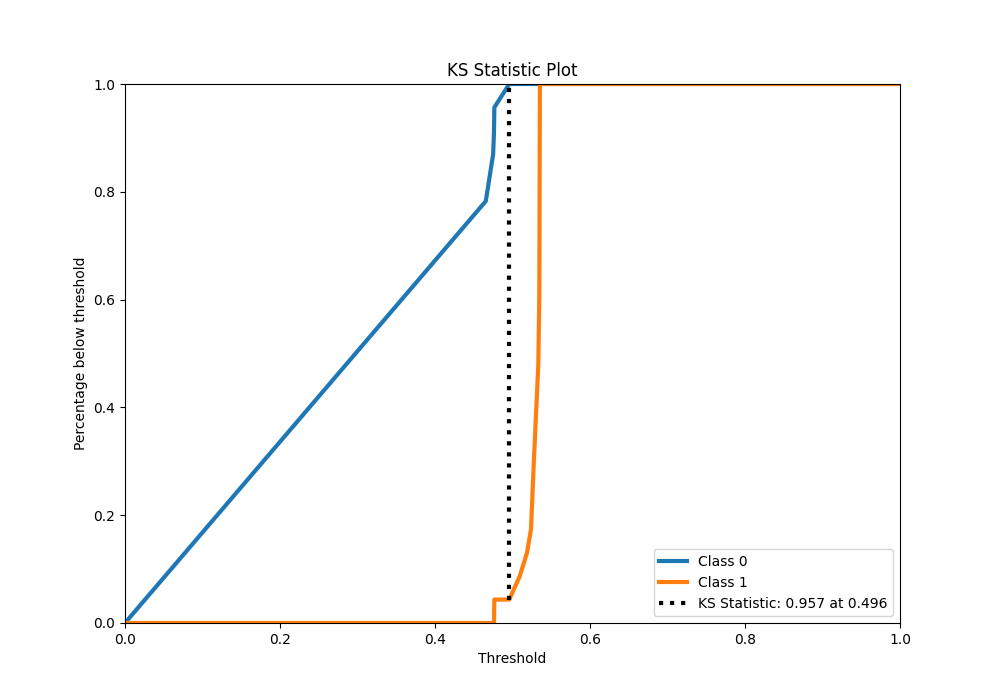 KS Statistic Plot
Percentage below threshold
1.0
0.8
0.6
0.4
0.2
0.0
0.0 0.2 0.4 0.6 0.8 1.0
Threshold
Class 0
Class 1
KS Statistic: 0.957 at 0.496